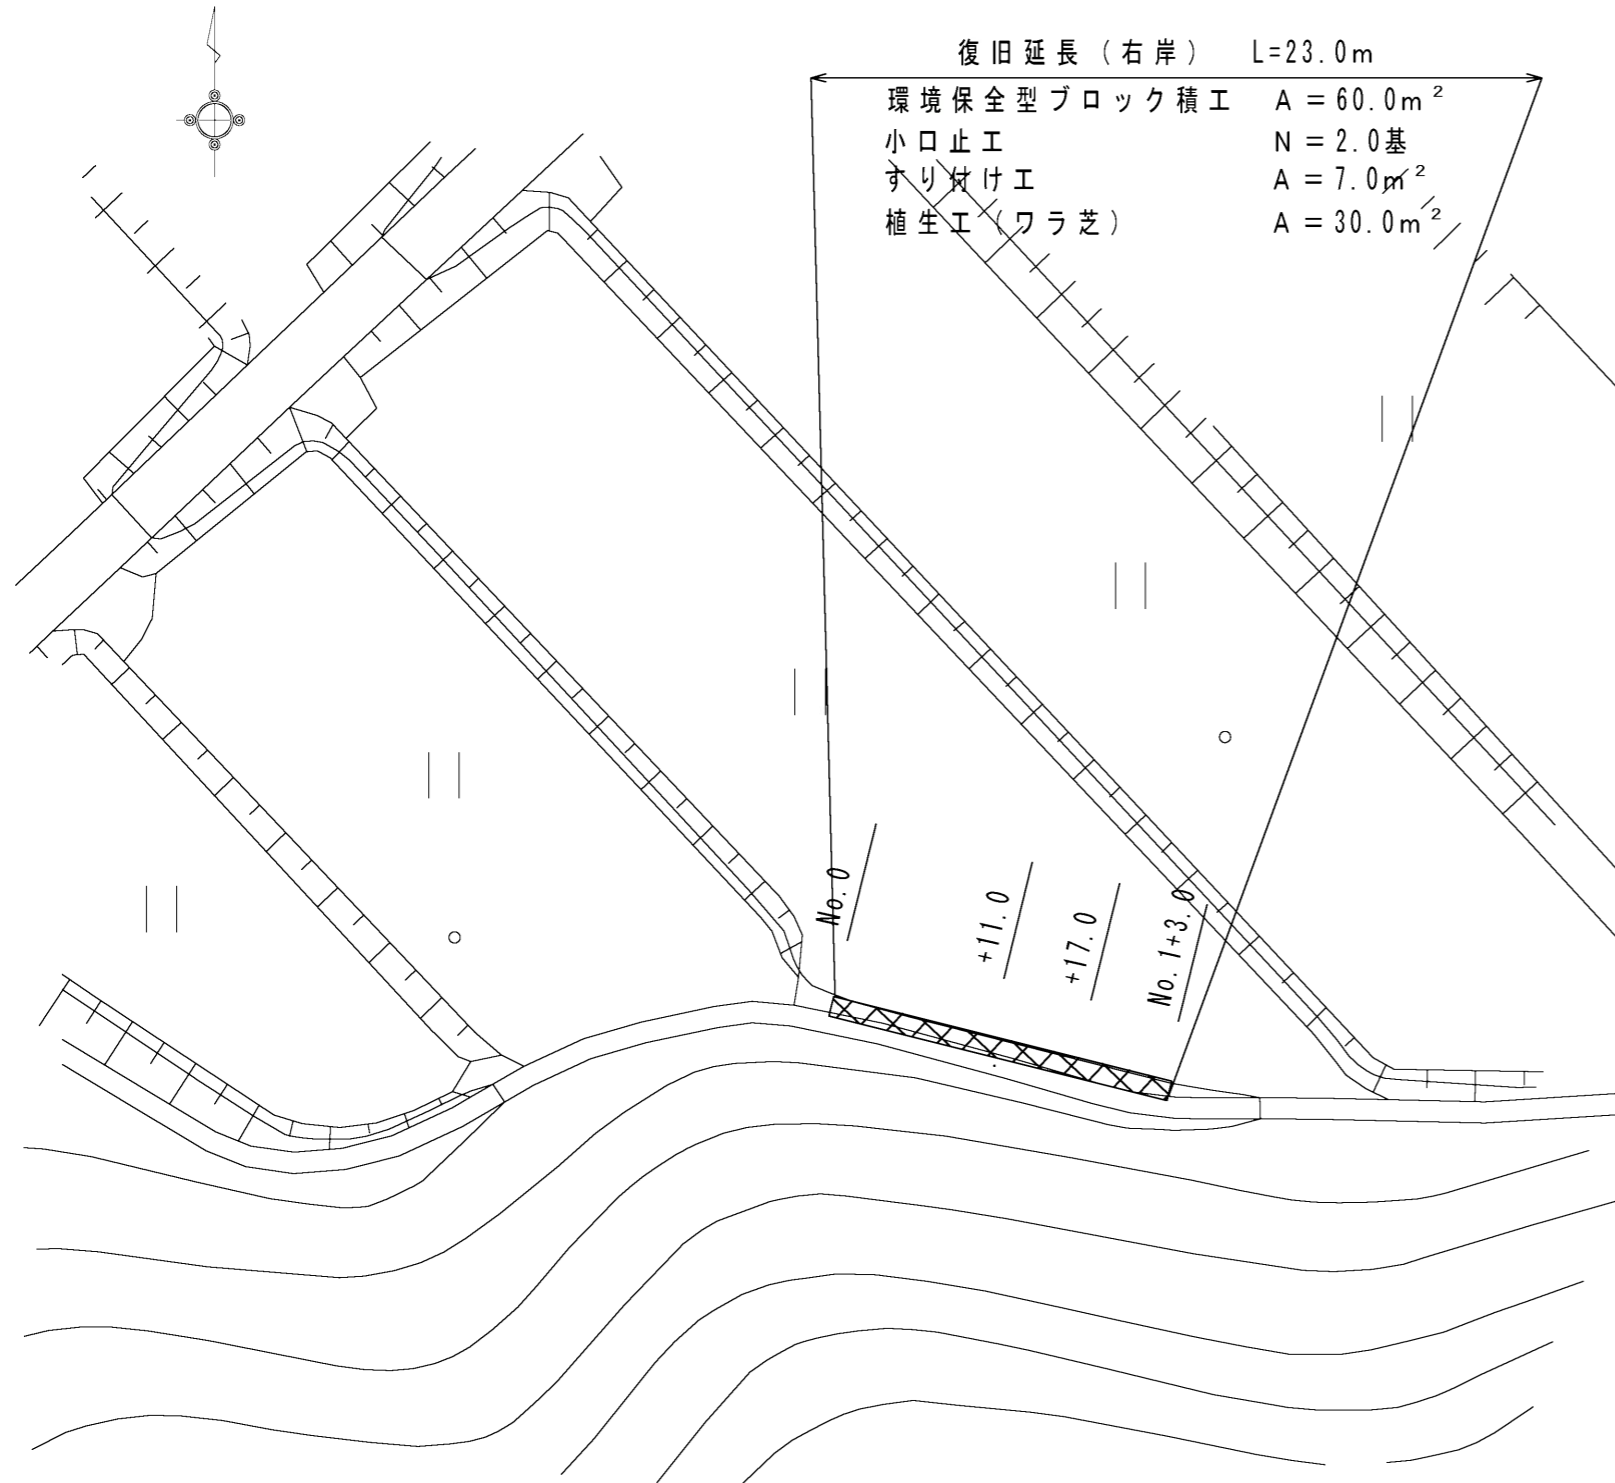 復旧延長(右岸) L=23.0m
環境保全型ブロック積工 A=60.0m²
小口止工 N=2.0基
すり付け工 A=7.0m²
植生工(ワラ芝) A=30.0m²
No.0
+11.0
+17.0
No.1+3.0